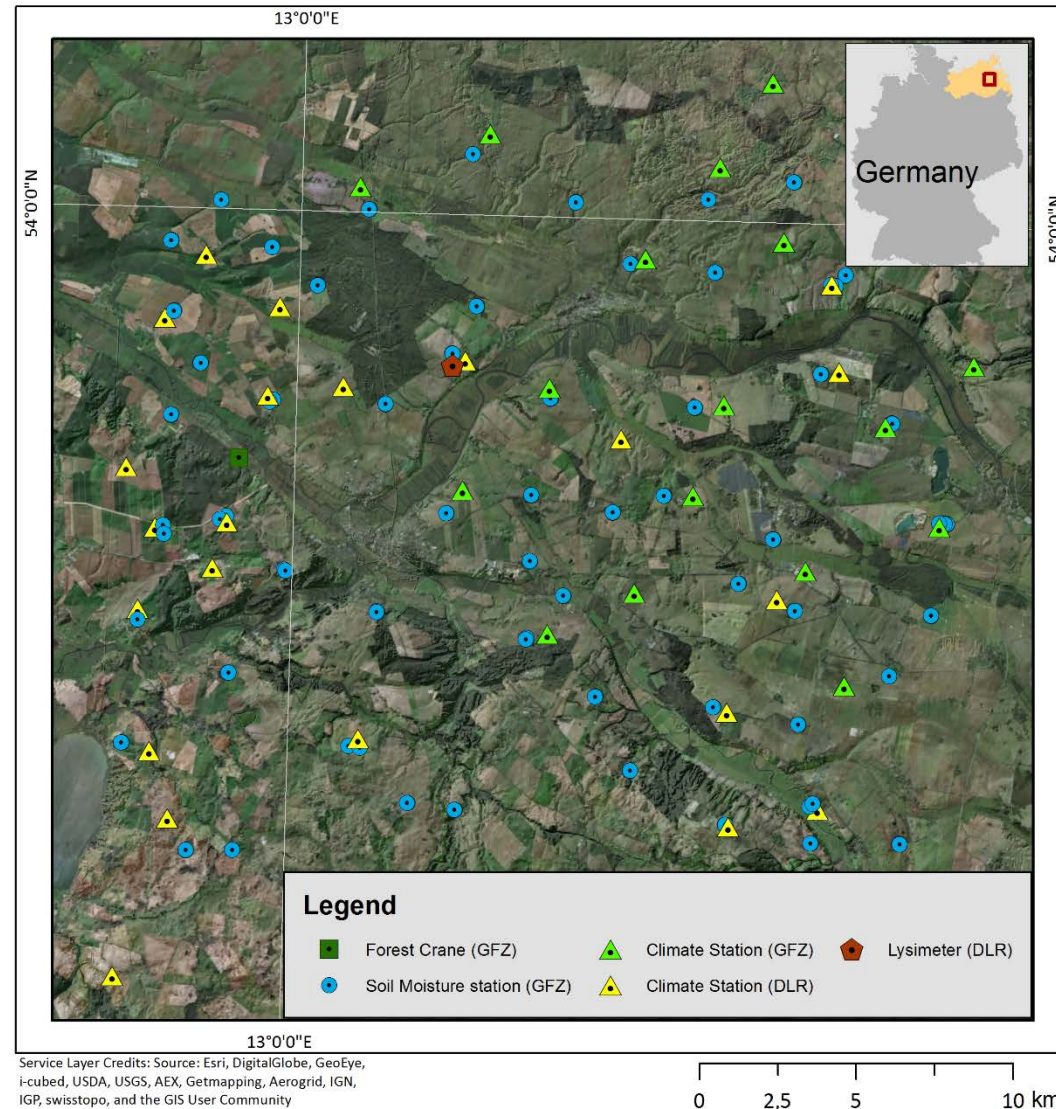 13°0'0"E
54°0'0"N
Germany
54°0'0"N
Legend
Forest Crane (GFZ)
Climate Station (GFZ)
Lysimeter (DLR)
Soil Moisture station (GFZ)
Climate Station (DLR)
13°0'0"E
Service Layer Credits: Source: Esri, DigitalGlobe, GeoEye,
i-cubed, USDA, USGS, AEX, Getmapping, Aerogrid, IGN,
IGP, swisstopo, and the GIS User Community
0 2,5 5 10 km